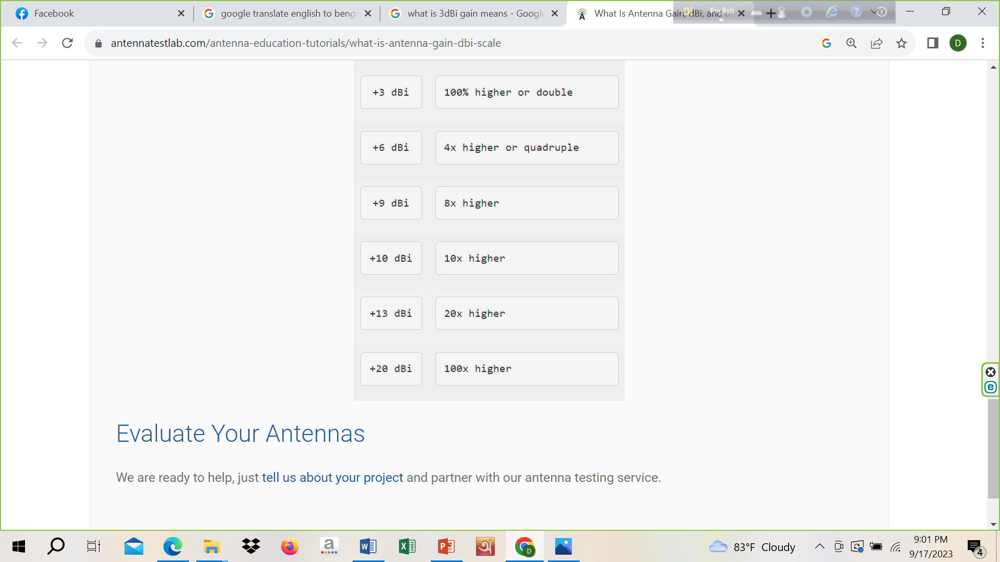 Facebook
google translate english to beng
what is 3dBi gain means - Google
What Is Antenna Gain, dBi, and d
English
antennatestlab.com/antenna-education-tutorials/what-is-antenna-gain-dbi-scale
D
+3 dBi 100% higher or double
+6 dBi 4x higher or quadruple
+9 dBi 8x higher
+10 dBi 10x higher
+13 dBi 20x higher
+20 dBi 100x higher
Evaluate Your Antennas
We are ready to help, just tell us about your project and partner with our antenna testing service.
83°F Cloudy
9:01 PM
9/17/2023
4